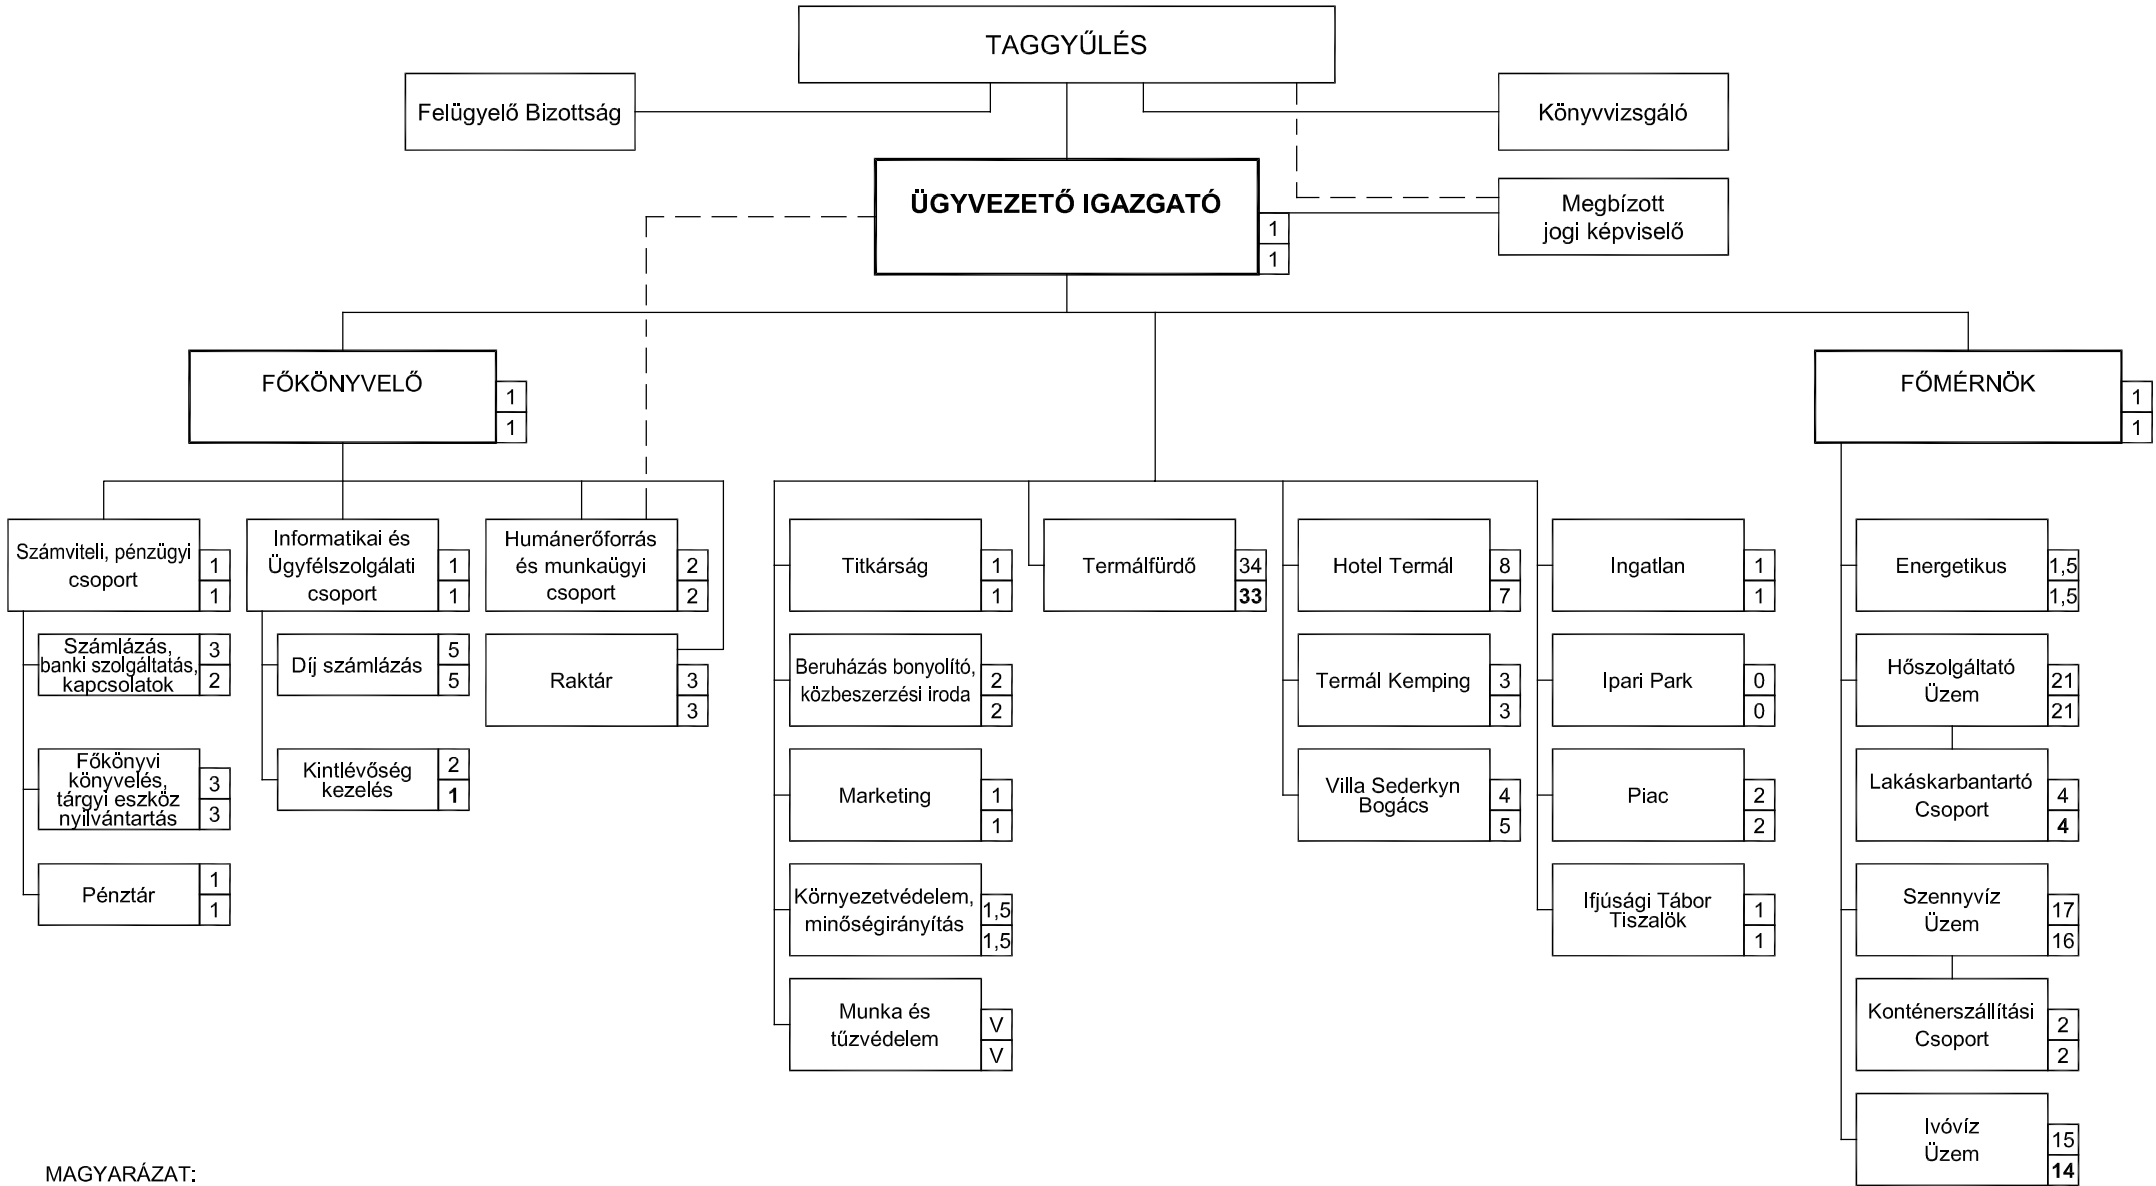 TAGGYŰLÉS
Felügyelő Bizottság
Könyvvizsgáló
ÜGYVEZETŐ IGAZGATÓ
1
1
Megbízott
jogi képviselő
FŐKÖNYVELŐ
1
1
FŐMÉRNÖK
1
1
Számviteli, pénzügyi
csoport
1
1
Számlázás,
banki szolgáltatás,
kapcsolatok
3
2
Főkönyvi
könyvelés,
tárgyi eszköz
nyilvántartás
3
3
Pénztár
1
1
Informatikai és
Ügyfélszolgálati
csoport
1
1
Díj számlázás
5
5
Kintlévőség
kezelés
2
1
Humánerőforrás
és munkaügyi
csoport
2
2
Raktár
3
3
Titkárság
1
1
Beruházás bonyolító,
közbeszerzési iroda
2
2
Marketing
1
1
Környezetvédelem,
minőségirányítás
1,5
1,5
Munka és
tűzvédelem
V
V
Termálfürdő
34
33
Hotel Termál
8
7
Termál Kemping
3
3
Villa Sederkyn
Bogács
4
5
Ingatlan
1
1
Ipari Park
0
0
Piac
2
2
Ifjúsági Tábor
Tiszalök
1
1
Energetikus
1,5
1,5
Hőszolgáltató
Üzem
21
21
Lakáskarbantartó
Csoport
4
4
Szennyvíz
Üzem
17
16
Konténerszállítási
Csoport
2
2
Ivóvíz
Üzem
15
14
MAGYARÁZAT: